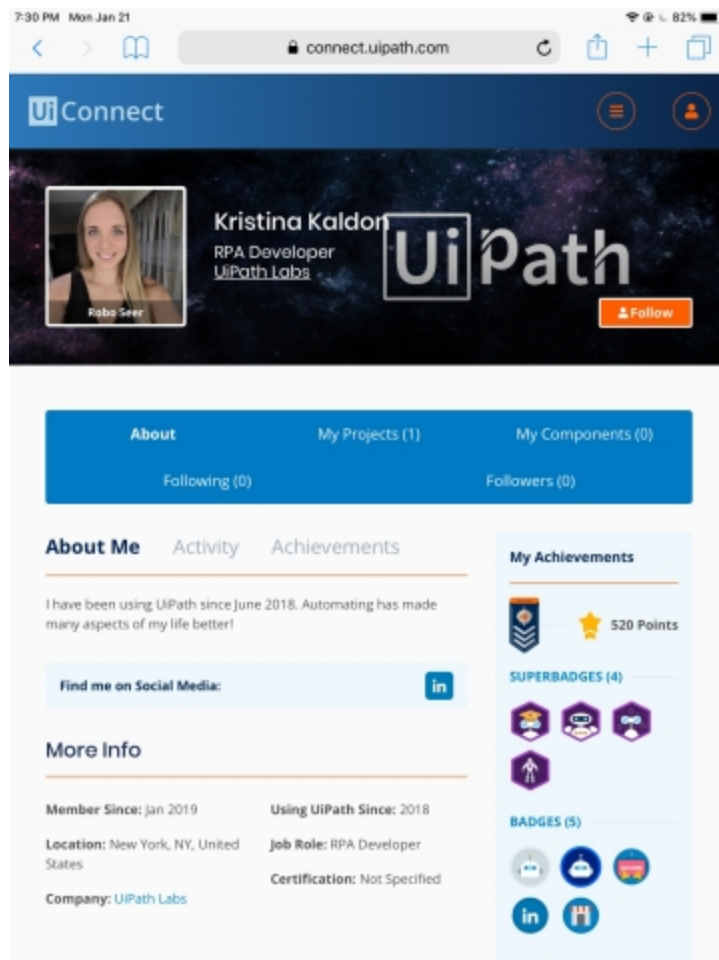 7:30 PM Mon Jan 21
82%
connect.uipath.com
Ui Connect
Kristina Kaldon
RPA Developer
UiPath Labs
UiPath
Robo Seer
Follow
About
My Projects (1)
My Components (0)
Following (0)
Followers (0)
About Me
Activity
Achievements
I have been using UiPath since June 2018. Automating has made
many aspects of my life better!
Find me on Social Media:
in
More Info
Member Since: Jan 2019
Using UiPath Since: 2018
Location: New York, NY, United
States
Job Role: RPA Developer
Certification: Not Specified
Company: UiPath Labs
My Achievements
520 Points
SUPERBADGES (4)
BADGES (5)
in